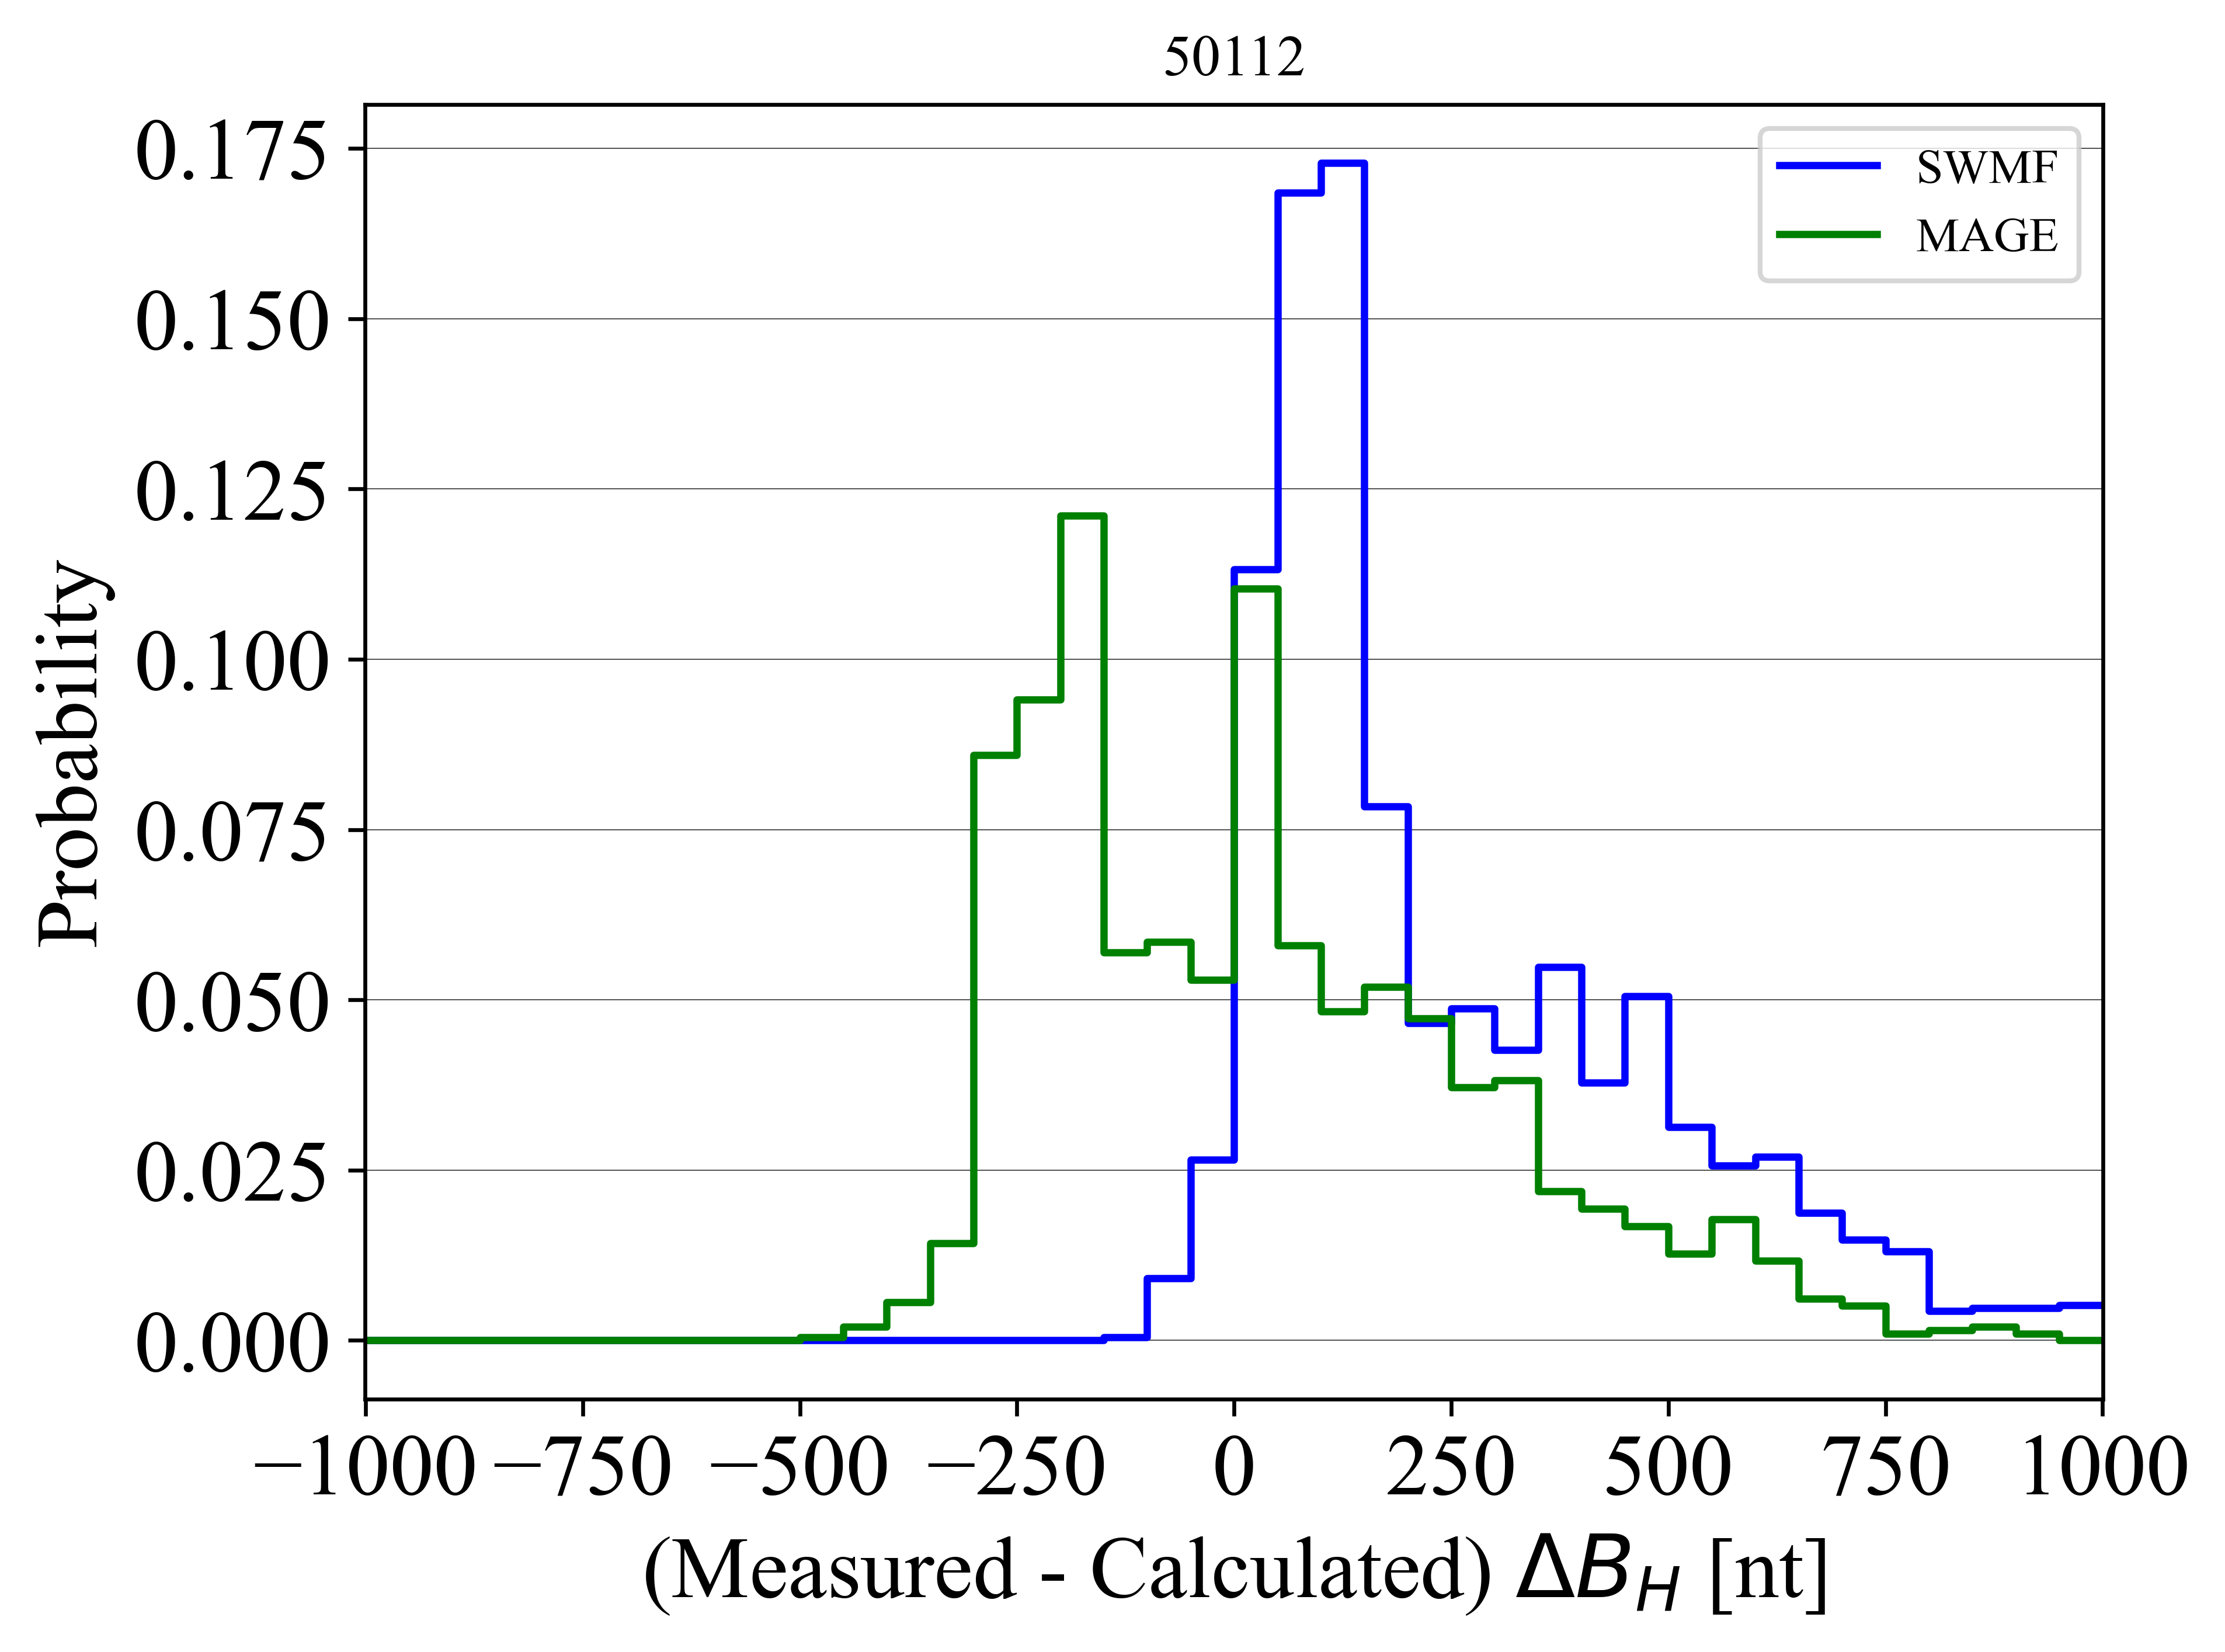 50112
0.175
0.150
0.125
0.100
0.075
0.050
0.025
0.000
Probability
SWMF
MAGE
−1000 −750 −500 −250 0 250 500 750 1000
(Measured - Calculated) ΔB_H [nt]